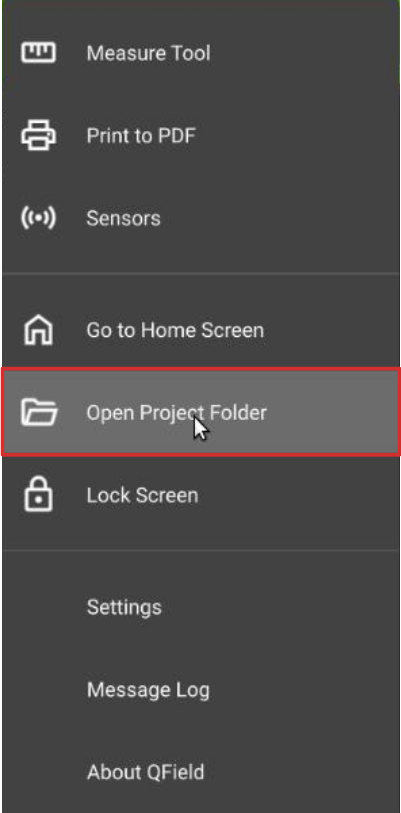 Measure Tool
Print to PDF
Sensors
Go to Home Screen
Open Project Folder
Lock Screen
Settings
Message Log
About QField